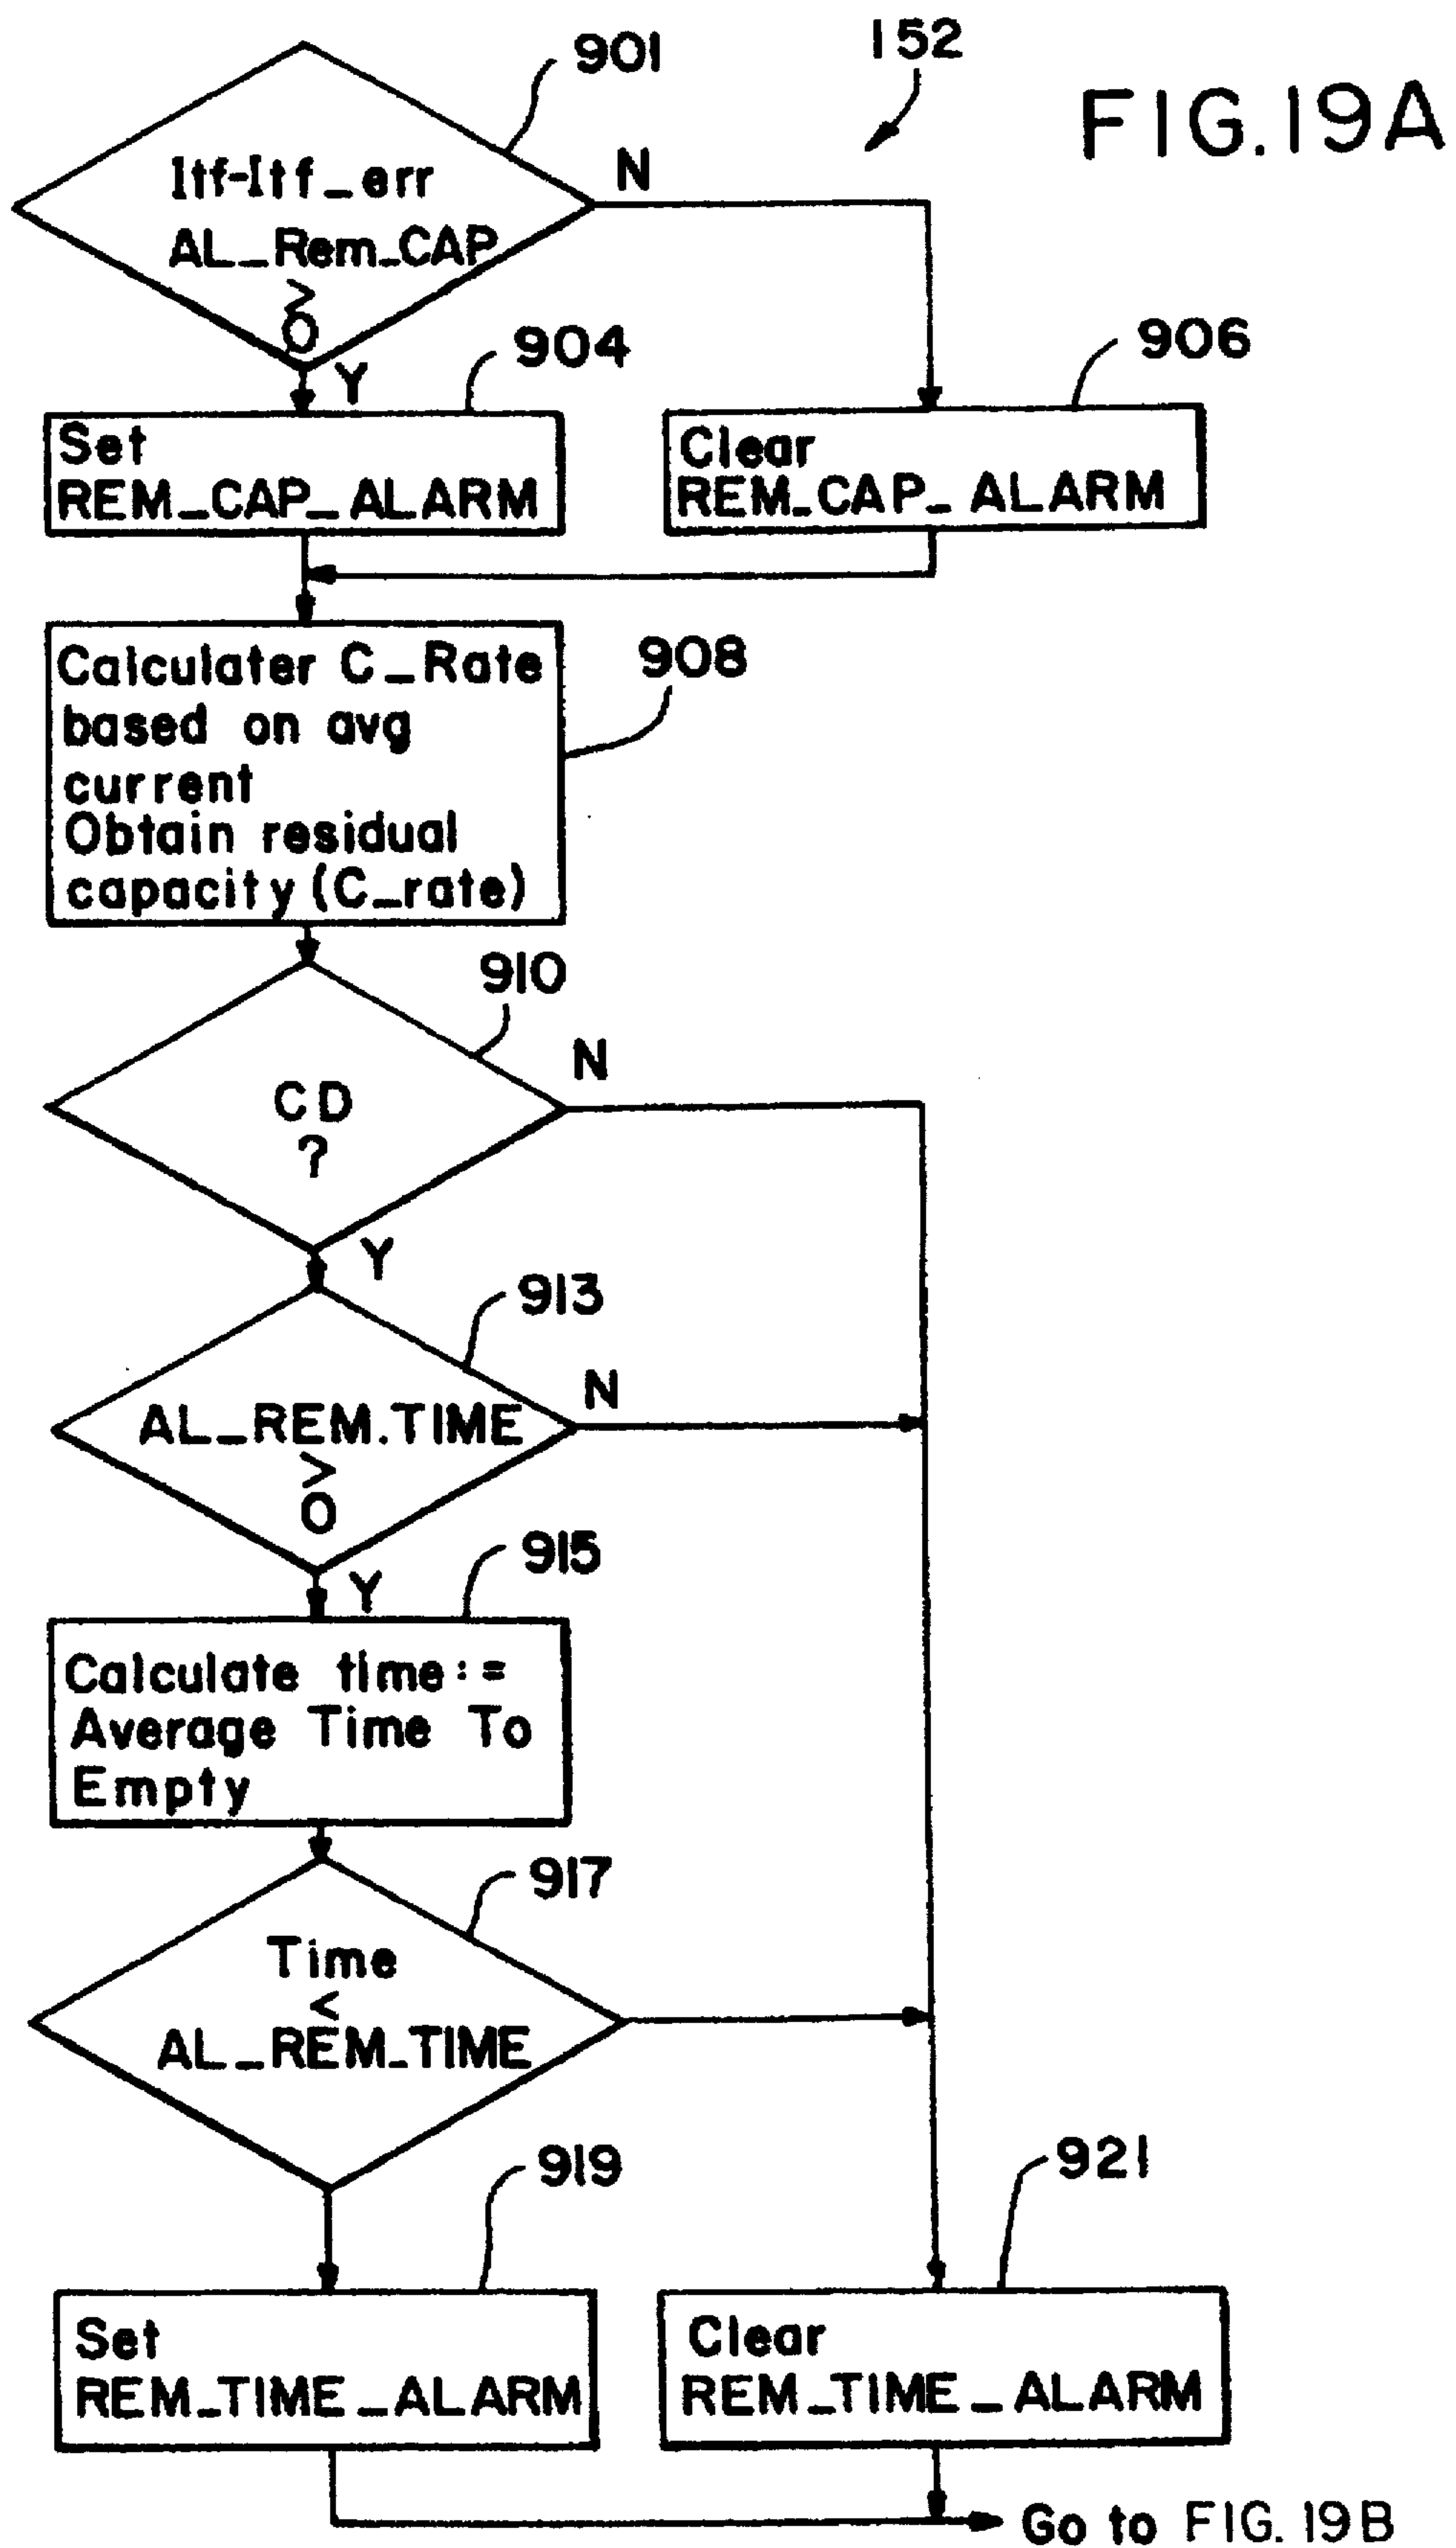 152
FIG.19A
901
Itf-Itf_err
AL_Rem_CAP
>
0
N
Y
904
Set
REM_CAP_ALARM
906
Clear
REM_CAP_ALARM
908
Calculater C_Rate
based on avg
current
Obtain residual
capacity (C_rate)
910
CD
?
N
Y
913
AL_REM.TIME
>
0
N
Y
915
Calculate time:=
Average Time To
Empty
917
Time
<
AL_REM_TIME
919
Set
REM_TIME_ALARM
921
Clear
REM_TIME_ALARM
Go to FIG. 19B